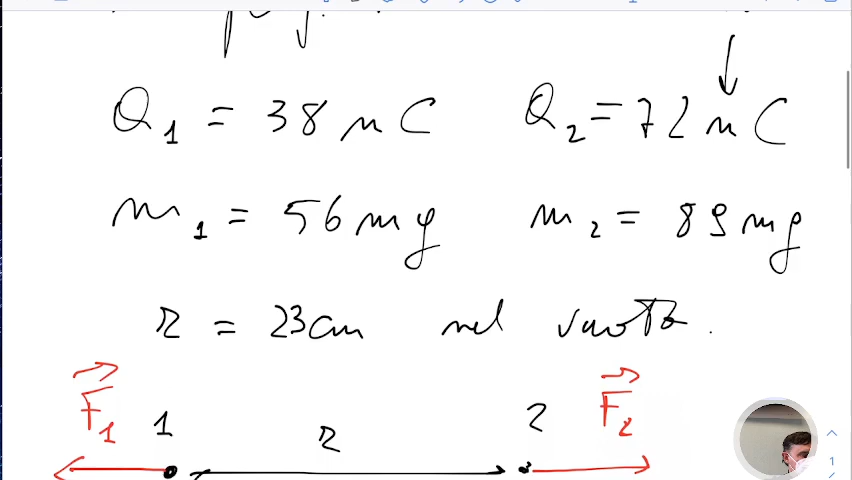 Q₁ = 38 nC Q₂ = 72 nC
m₁ = 56 mg m₂ = 89 mg
r = 23 cm nel vuoto.
F₁ 1 r 2 F₂
1